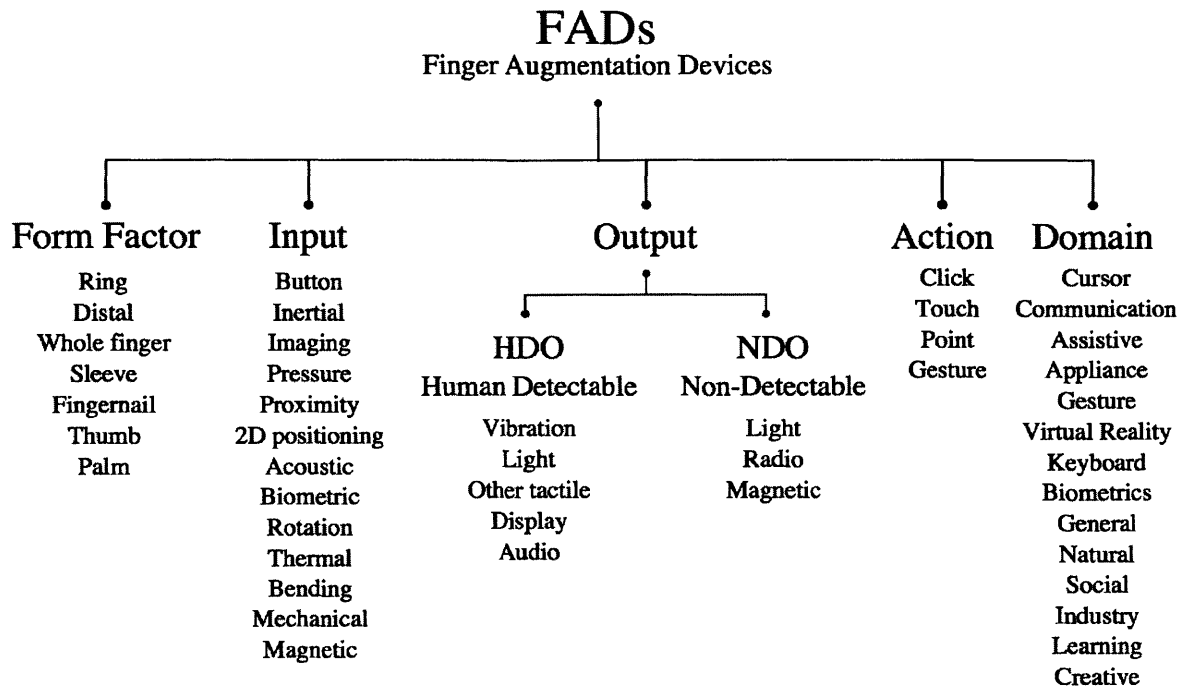 FADs
Finger Augmentation Devices
Form Factor
Ring
Distal
Whole finger
Sleeve
Fingernail
Thumb
Palm
Input
Button
Inertial
Imaging
Pressure
Proximity
2D positioning
Acoustic
Biometric
Rotation
Thermal
Bending
Mechanical
Magnetic
Output
HDO
Human Detectable
Vibration
Light
Other tactile
Display
Audio
NDO
Non-Detectable
Light
Radio
Magnetic
Action
Click
Touch
Point
Gesture
Domain
Cursor
Communication
Assistive
Appliance
Gesture
Virtual Reality
Keyboard
Biometrics
General
Natural
Social
Industry
Learning
Creative